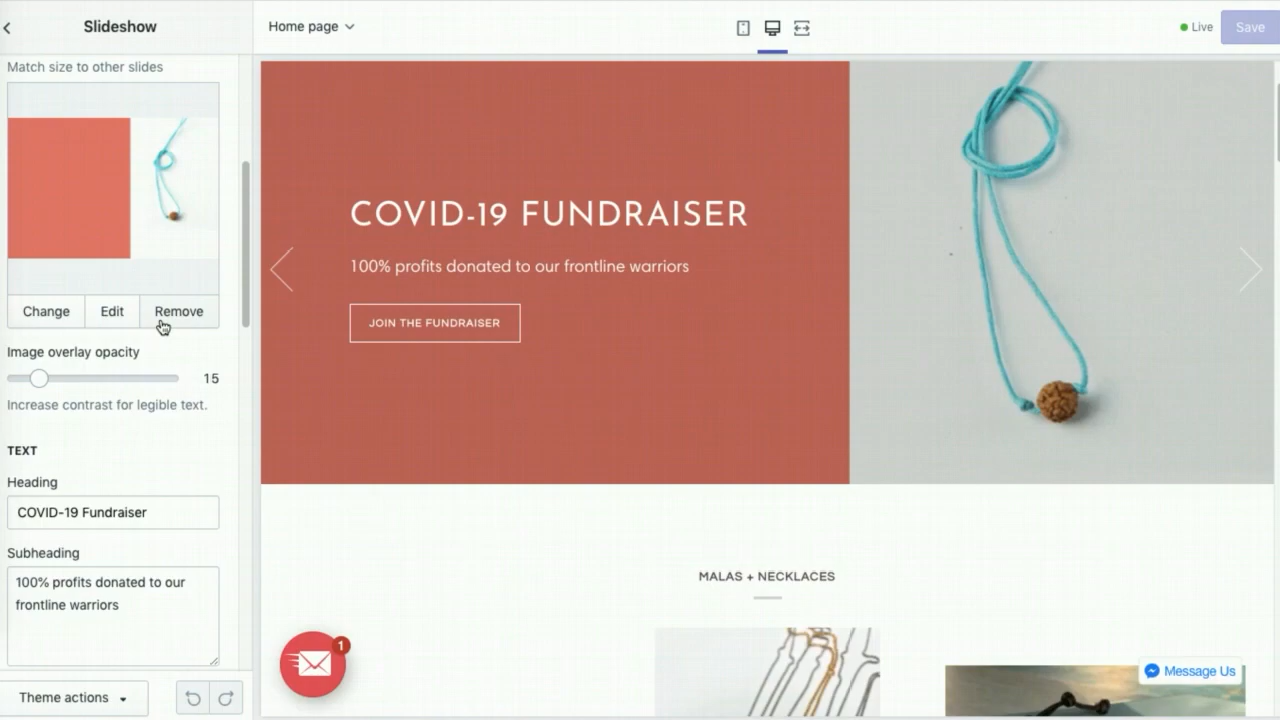 Slideshow
Home page
Live
Save
Match size to other slides
Change
Edit
Remove
Image overlay opacity
15
Increase contrast for legible text.
TEXT
Heading
COVID-19 Fundraiser
Subheading
100% profits donated to our
frontline warriors
Theme actions
COVID-19 FUNDRAISER
100% profits donated to our frontline warriors
JOIN THE FUNDRAISER
MALAS + NECKLACES
1
Message Us